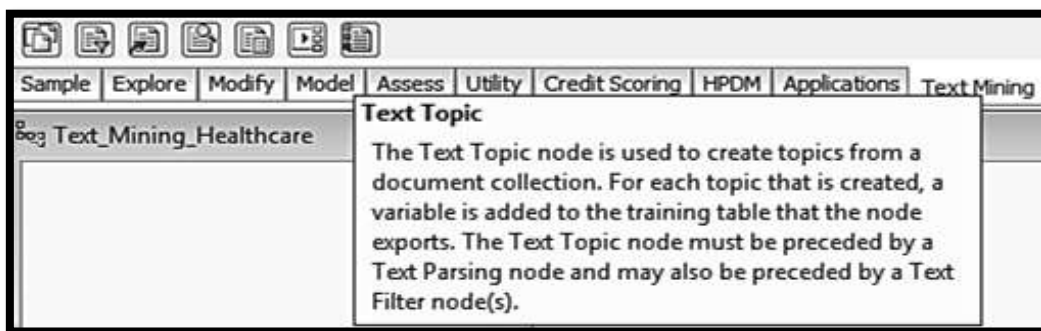 Sample Explore Modify Model Assess Utility Credit Scoring HPDM Applications Text Mining
Text_Mining_Healthcare
Text Topic
The Text Topic node is used to create topics from a
document collection. For each topic that is created, a
variable is added to the training table that the node
exports. The Text Topic node must be preceded by a
Text Parsing node and may also be preceded by a Text
Filter node(s).